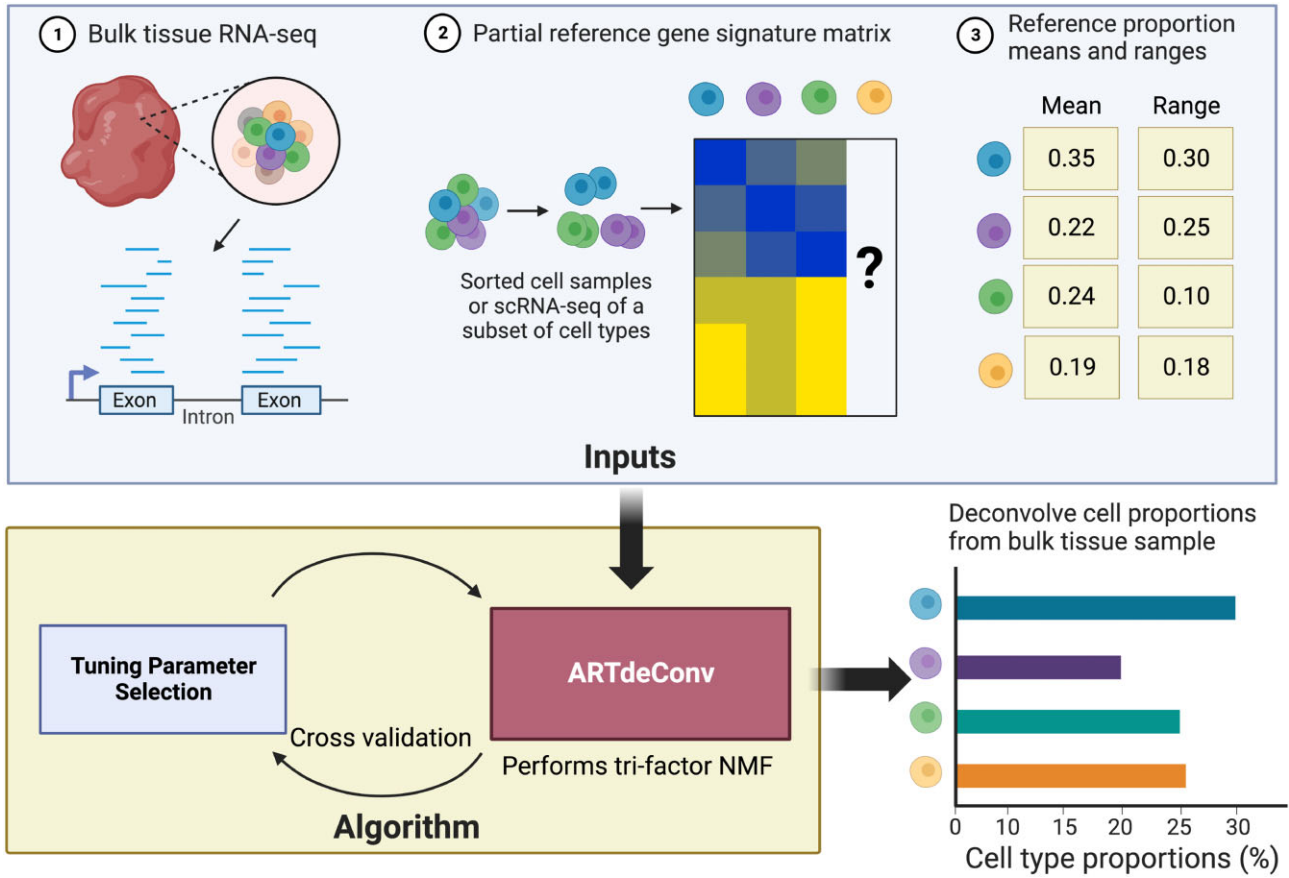 1 Bulk tissue RNA-seq
Exon
Exon
Intron
2 Partial reference gene signature matrix
Sorted cell samples
or scRNA-seq of a
subset of cell types
?
3 Reference proportion
means and ranges
Mean Range
0.35 0.30
0.22 0.25
0.24 0.10
0.19 0.18
Inputs
Tuning Parameter
Selection
Cross validation
ARTdeConv
Performs tri-factor NMF
Algorithm
Deconvolve cell proportions
from bulk tissue sample
0 10 15 20 25 30
Cell type proportions (%)